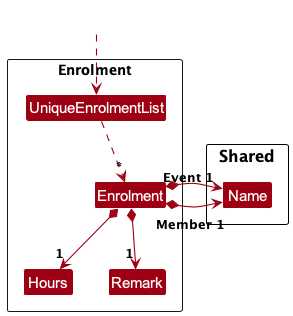 Enrolment
UniqueEnrolmentList
*
Shared
Event 1
Enrolment
Name
Member 1
1
1
Hours
Remark